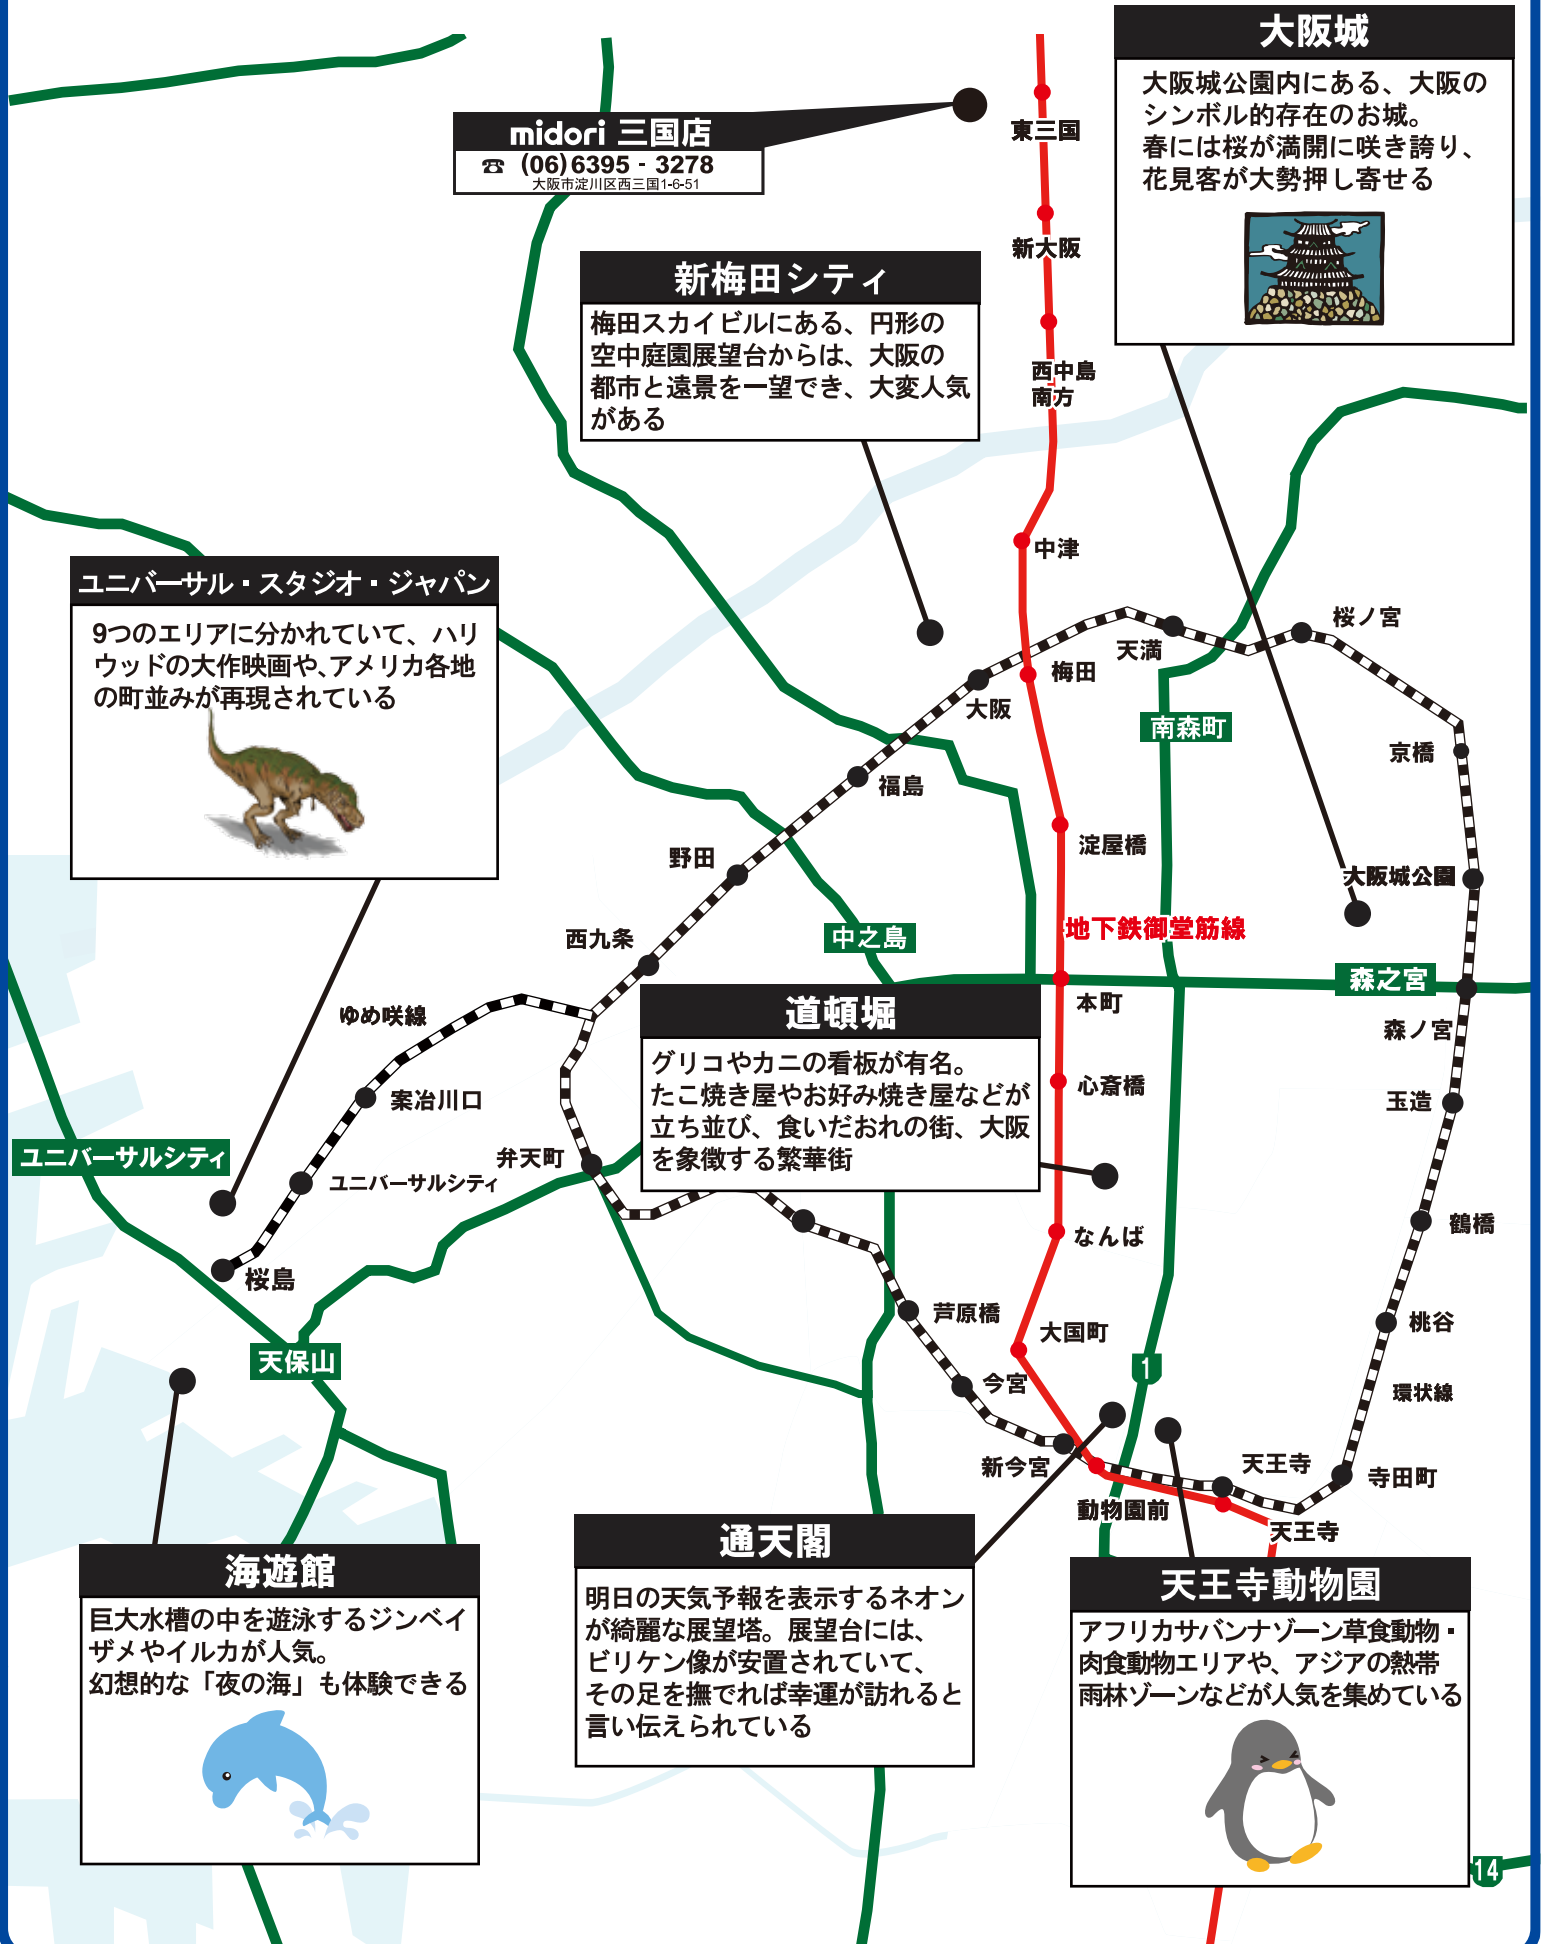 大阪城
大阪城公園内にある、大阪の
シンボル的存在のお城。
春には桜が満開に咲き誇り、
花見客が大勢押し寄せる
midori 三国店
☎ (06)6395 - 3278
大阪市淀川区西三国1-6-51
東三国
新大阪
新梅田シティ
梅田スカイビルにある、円形の
空中庭園展望台からは、大阪の
都市と遠景を一望でき、大変人気
がある
西中島
南方
中津
ユニバーサル・スタジオ・ジャパン
9つのエリアに分かれていて、ハリ
ウッドの大作映画や、アメリカ各地
の町並みが再現されている
桜ノ宮
天満
梅田
大阪
南森町
京橋
福島
淀屋橋
野田
大阪城公園
地下鉄御堂筋線
中之島
西九条
森之宮
本町
ゆめ咲線
森ノ宮
道頓堀
グリコやカニの看板が有名。
たこ焼き屋やお好み焼き屋などが
立ち並び、食いだおれの街、大阪
を象徴する繁華街
心斎橋
案冶川口
玉造
ユニバーサルシティ
弁天町
ユニバーサルシティ
なんば
鶴橋
桜島
芦原橋
大国町
桃谷
天保山
1
今宮
環状線
新今宮
天王寺
寺田町
動物園前
天王寺
通天閣
明日の天気予報を表示するネオン
が綺麗な展望塔。展望台には、
ビリケン像が安置されていて、
その足を撫でれば幸運が訪れると
言い伝えられている
海遊館
巨大水槽の中を遊泳するジンベイ
ザメやイルカが人気。
幻想的な「夜の海」も体験できる
天王寺動物園
アフリカサバンナゾーン草食動物・
肉食動物エリアや、アジアの熱帯
雨林ゾーンなどが人気を集めている
14